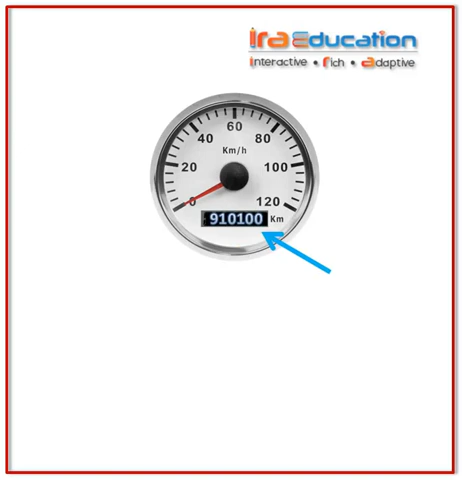 ira Education
interactive • rich • adaptive
60
40 80
Km/h
20 100
0 120
910100 Km